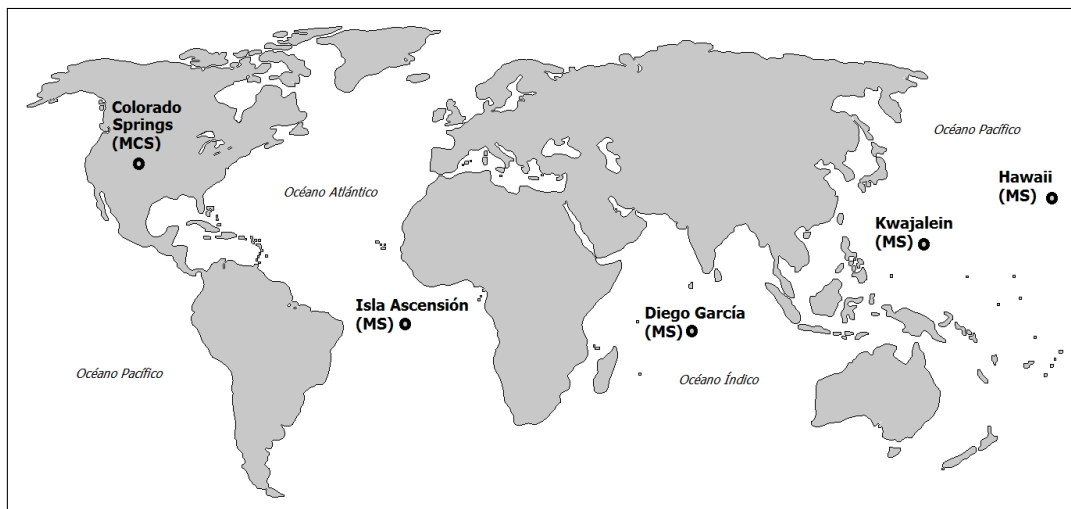 Colorado
Springs
(MCS)
Océano Atlántico
Océano Pacífico
Hawaii
(MS)
Kwajalein
(MS)
Isla Ascensión
(MS)
Diego García
(MS)
Océano Pacífico
Océano Índico